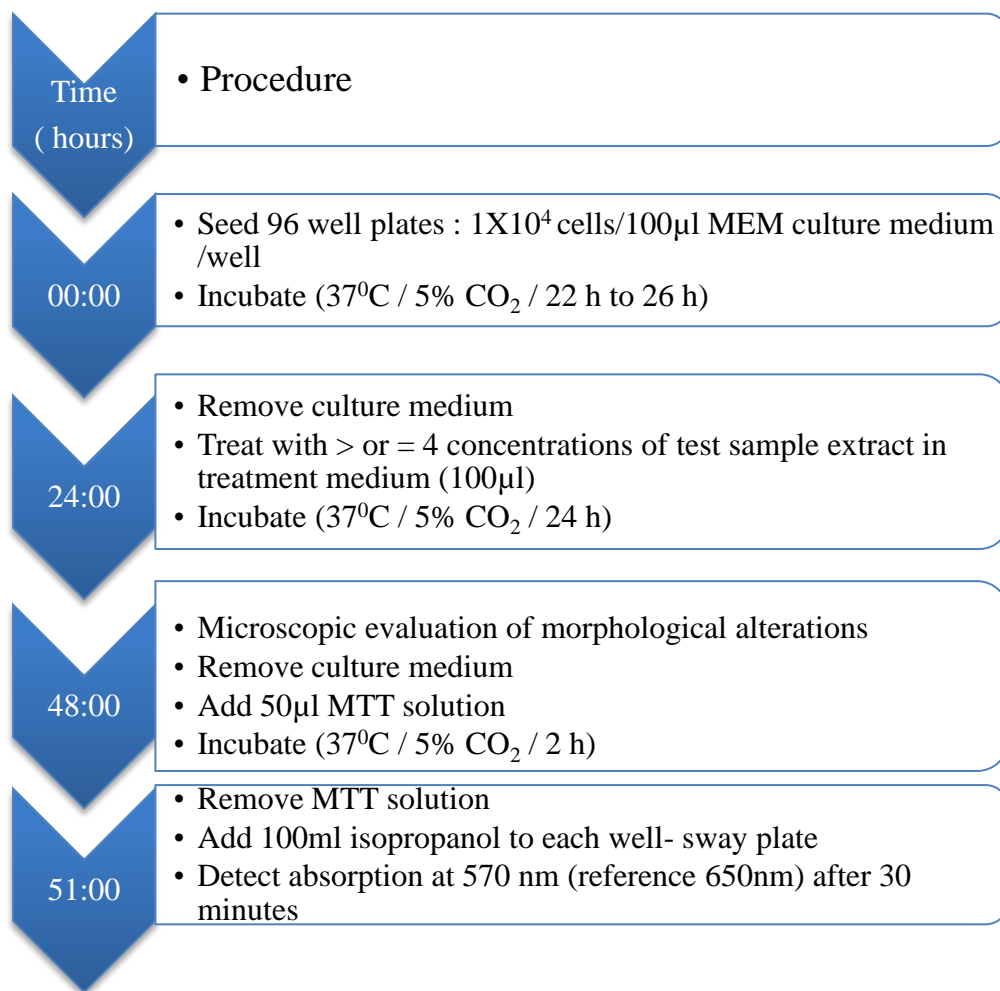 Time
( hours)
• Procedure
00:00
• Seed 96 well plates : 1X10⁴ cells/100µl MEM culture medium
/well
• Incubate (37⁰C / 5% CO₂ / 22 h to 26 h)
24:00
• Remove culture medium
• Treat with > or = 4 concentrations of test sample extract in
treatment medium (100µl)
• Incubate (37⁰C / 5% CO₂ / 24 h)
48:00
• Microscopic evaluation of morphological alterations
• Remove culture medium
• Add 50µl MTT solution
• Incubate (37⁰C / 5% CO₂ / 2 h)
51:00
• Remove MTT solution
• Add 100ml isopropanol to each well- sway plate
• Detect absorption at 570 nm (reference 650nm) after 30
minutes